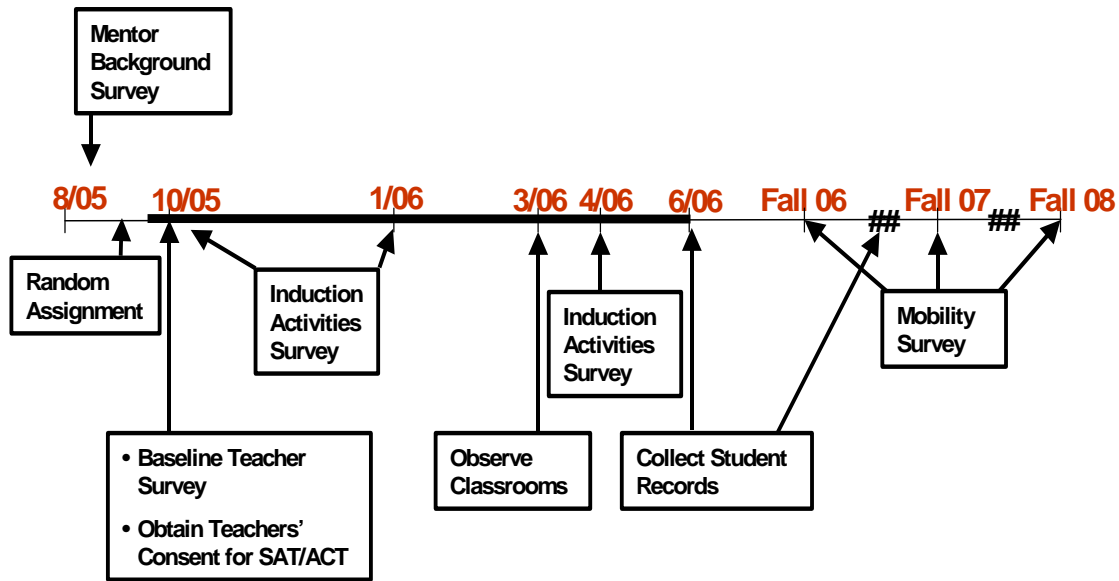 Mentor
Background
Survey
8/05
10/05
1/06
3/06
4/06
6/06
Fall 06
Fall 07
Fall 08
##
##
Random
Assignment
Induction
Activities
Survey
Induction
Activities
Survey
Mobility
Survey
• Baseline Teacher
Survey
• Obtain Teachers’
Consent for SAT/ACT
Observe
Classrooms
Collect Student
Records